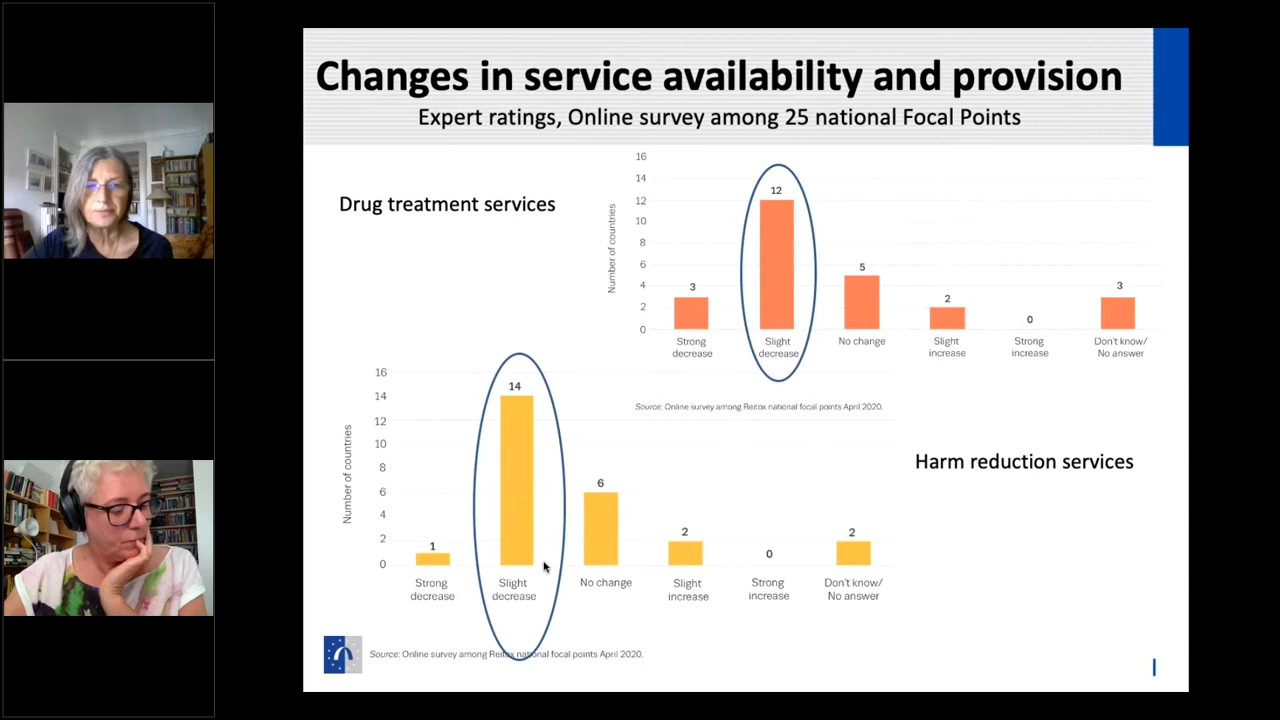 Changes in service availability and provision
Expert ratings, Online survey among 25 national Focal Points
Drug treatment services
Number of countries
16
14
12
10
8
6
4
2
0
3
12
5
2
0
3
Strong decrease
Slight decrease
No change
Slight increase
Strong increase
Don't know/ No answer
Source: Online survey among Reitox national focal points April 2020.
Harm reduction services
Number of countries
16
14
12
10
8
6
4
2
0
1
14
6
2
0
2
Strong decrease
Slight decrease
No change
Slight increase
Strong increase
Don't know/ No answer
Source: Online survey among Reitox national focal points April 2020.